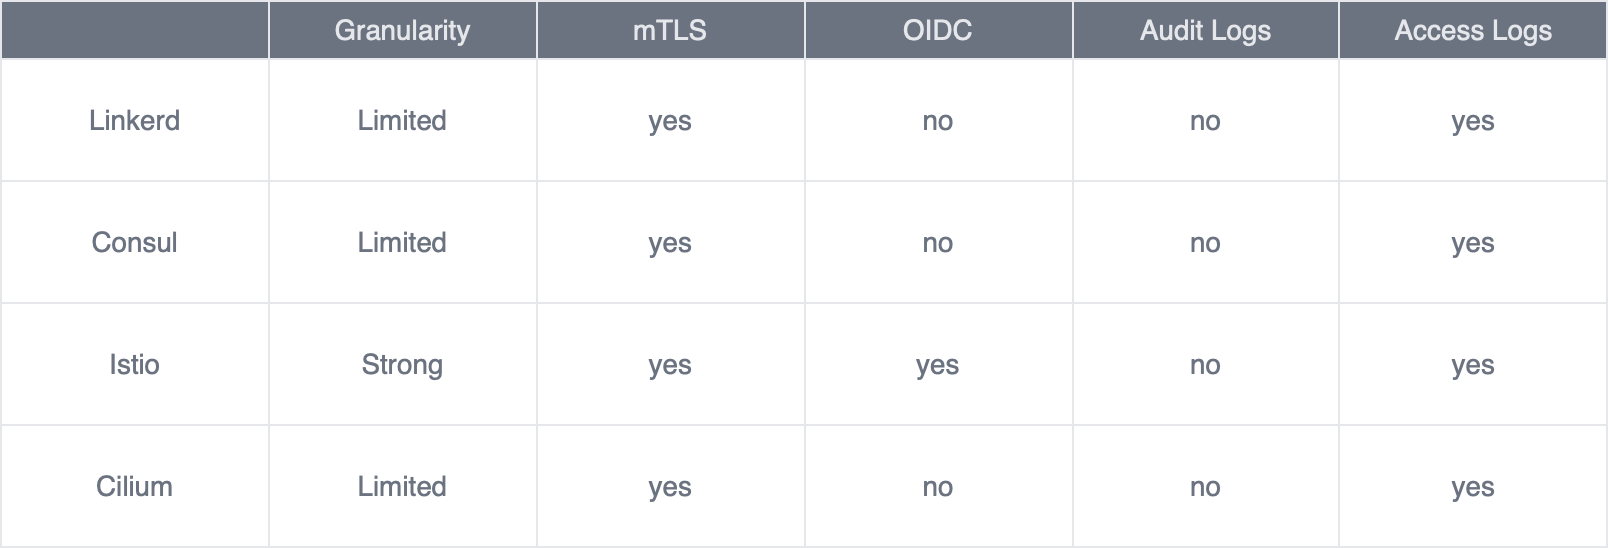 Granularity mTLS OIDC Audit Logs Access Logs
Linkerd Limited yes no no yes
Consul Limited yes no no yes
Istio Strong yes yes no yes
Cilium Limited yes no no yes